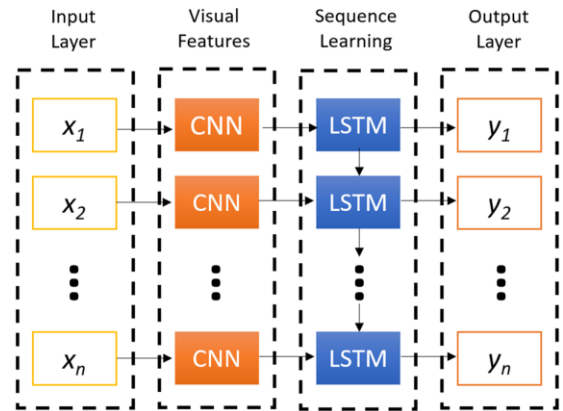 Input
Layer
Visual
Features
Sequence
Learning
Output
Layer
x1 CNN LSTM y1
x2 CNN LSTM y2
xn CNN LSTM yn